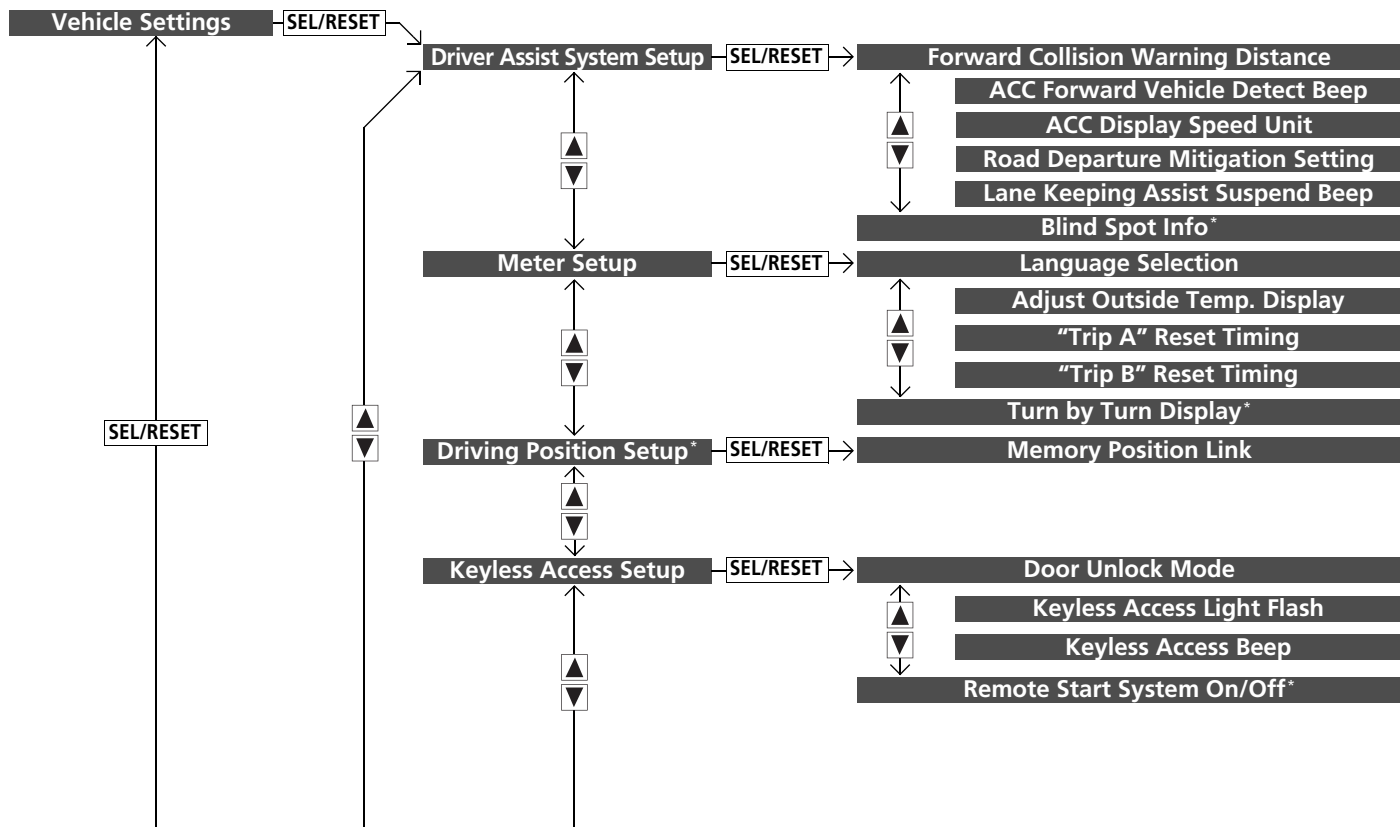 Vehicle Settings SEL/RESET
Driver Assist System Setup SEL/RESET Forward Collision Warning Distance
ACC Forward Vehicle Detect Beep
▲ ▲ ACC Display Speed Unit
▼ ▼ Road Departure Mitigation Setting
Lane Keeping Assist Suspend Beep
Blind Spot Info*
Meter Setup SEL/RESET Language Selection
Adjust Outside Temp. Display
▲ ▲ “Trip A” Reset Timing
▼ ▼ “Trip B” Reset Timing
Turn by Turn Display*
SEL/RESET ▲ ▼
Driving Position Setup* SEL/RESET Memory Position Link
▲
▼
Keyless Access Setup SEL/RESET Door Unlock Mode
▲ Keyless Access Light Flash
▲ ▼ Keyless Access Beep
▼ Remote Start System On/Off*